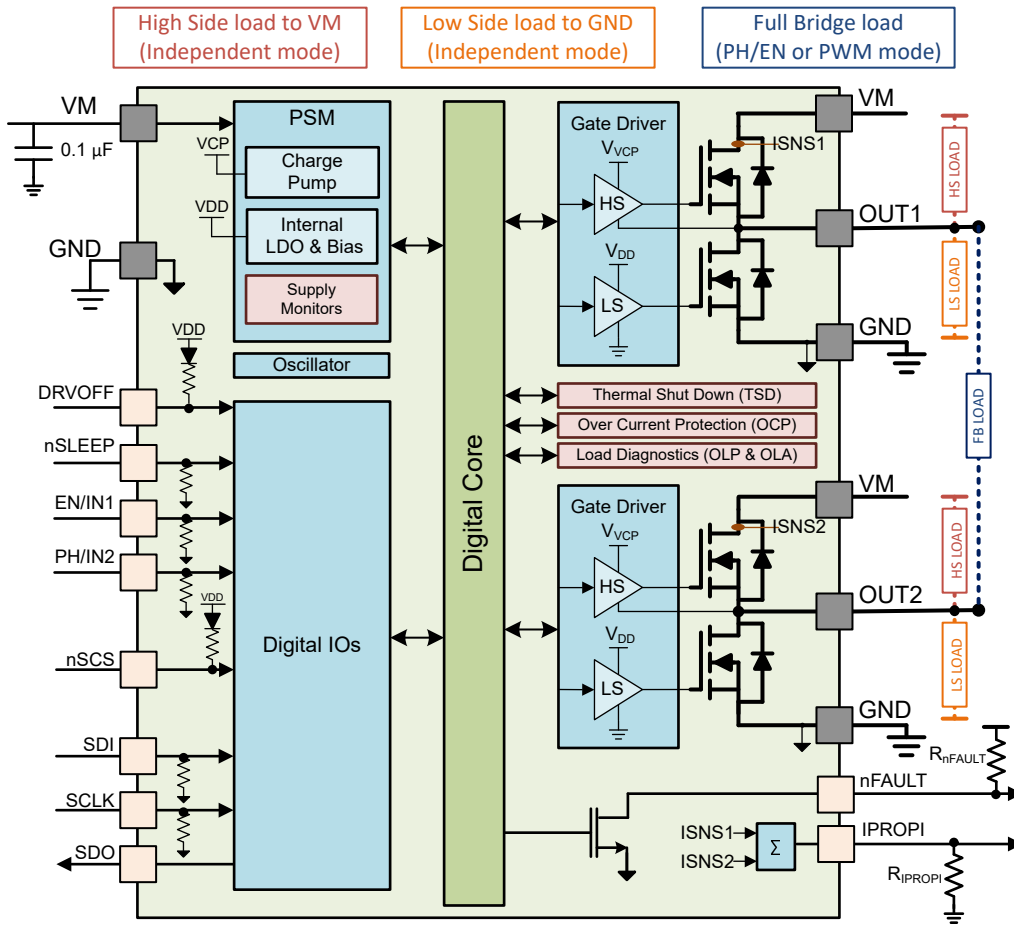 High Side load to VM
(Independent mode)
Low Side load to GND
(Independent mode)
Full Bridge load
(PH/EN or PWM mode)
VM
0.1 µF
GND
VDD
DRVOFF
nSLEEP
EN/IN1
PH/IN2
VDD
nSCS
SDI
SCLK
SDO
PSM
VCP
Charge
Pump
VDD
Internal
LDO & Bias
Supply
Monitors
Oscillator
Digital IOs
Digital Core
Gate Driver
VVCP
HS
VDD
LS
ISNS1
VM
OUT1
GND
HS LOAD
LS LOAD
FB LOAD
Thermal Shut Down (TSD)
Over Current Protection (OCP)
Load Diagnostics (OLP & OLA)
Gate Driver
VVCP
HS
VDD
LS
ISNS2
VM
OUT2
GND
HS LOAD
LS LOAD
RnFAULT
nFAULT
ISNS1
ISNS2
Σ
IPROPI
RIPROPI